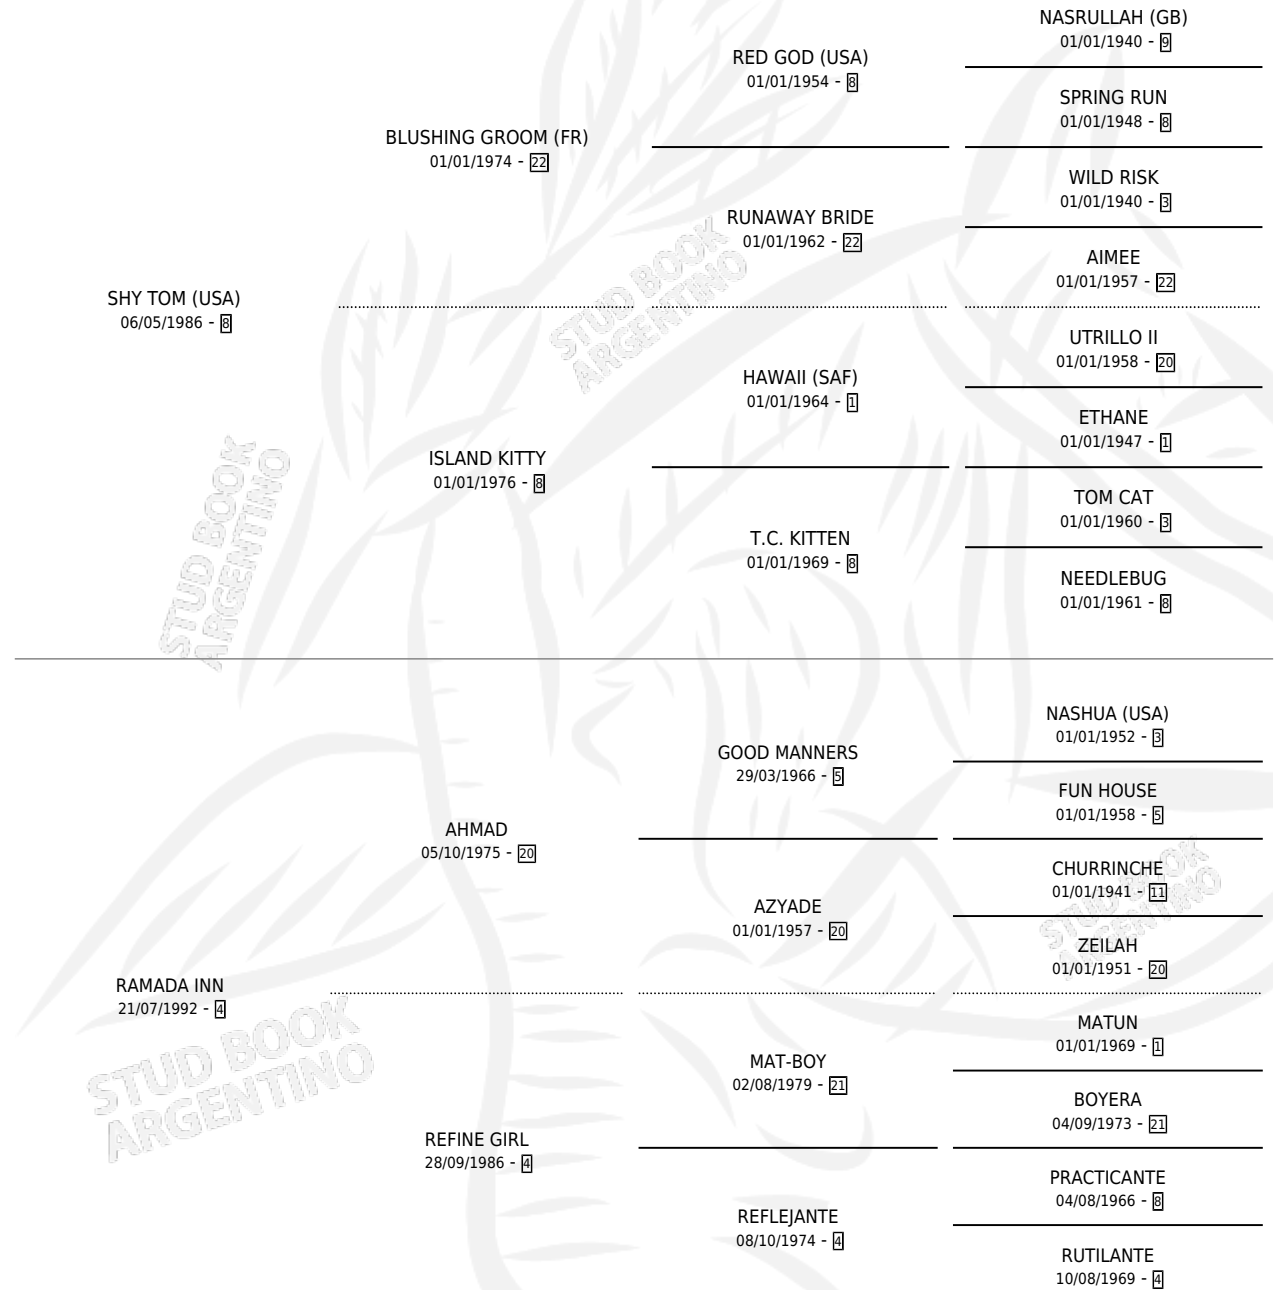 NASRULLAH (GB)
01/01/1940 - 9
RED GOD (USA)
01/01/1954 - 8
SPRING RUN
01/01/1948 - 8
BLUSHING GROOM (FR)
01/01/1974 - 22
WILD RISK
01/01/1940 - 3
RUNAWAY BRIDE
01/01/1962 - 22
AIMEE
01/01/1957 - 22
SHY TOM (USA)
06/05/1986 - 8
STUD BOOK
ARGENTINO
UTRILLO II
01/01/1958 - 20
HAWAII (SAF)
01/01/1964 - 1
ETHANE
01/01/1947 - 1
ISLAND KITTY
01/01/1976 - 8
TOM CAT
01/01/1960 - 3
T.C. KITTEN
01/01/1969 - 8
NEEDLEBUG
01/01/1961 - 8
STUD BOOK
ARGENTINO
NASHUA (USA)
01/01/1952 - 3
GOOD MANNERS
29/03/1966 - 5
FUN HOUSE
01/01/1958 - 5
AHMAD
05/10/1975 - 20
CHURRINCHE
01/01/1941 - 11
AZYADE
01/01/1957 - 20
ZEILAH
01/01/1951 - 20
STUD BOOK
ARGENTINO
RAMADA INN
21/07/1992 - 4
MATUN
01/01/1969 - 1
MAT-BOY
02/08/1979 - 21
BOYERA
04/09/1973 - 21
STUD BOOK
ARGENTINO
REFINE GIRL
28/09/1986 - 4
PRACTICANTE
04/08/1966 - 8
REFLEJANTE
08/10/1974 - 4
RUTILANTE
10/08/1969 - 4